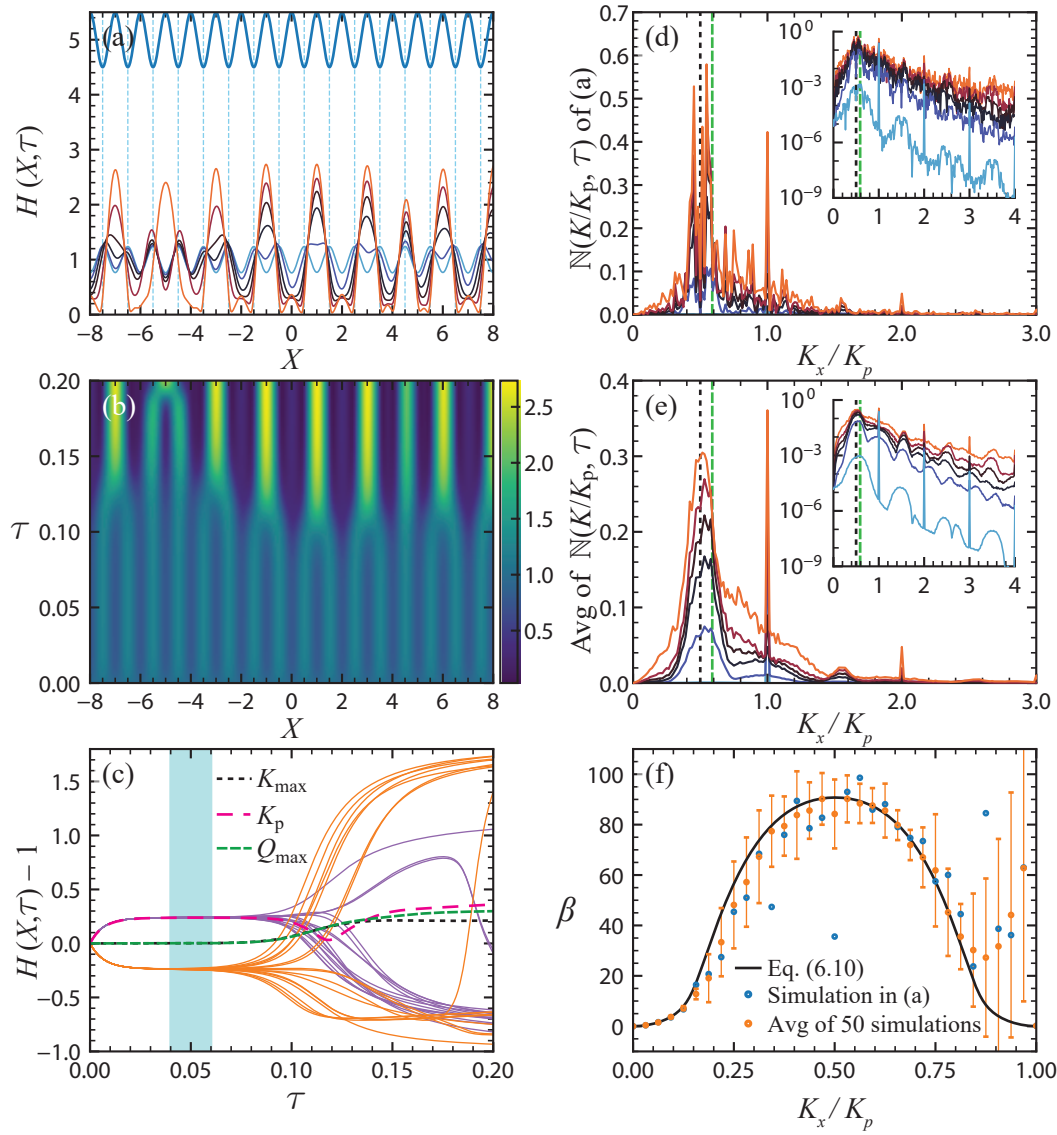 (a)
H (X,τ)
5
4
3
2
1
0
−8 −6 −4 −2 0 2 4 6 8
X
(b)
τ
0.20
0.15
0.10
0.05
0.00
−8 −6 −4 −2 0 2 4 6 8
X
2.5
2.0
1.5
1.0
0.5
(c)
H (X,τ) − 1
1.5
1.0
0.5
0.0
−0.5
−1.0
K_max
K_p
Q_max
0.00 0.05 0.10 0.15 0.20
τ
(d)
ℕ(K/K_p, τ) of (a)
0.7
0.6
0.5
0.4
0.3
0.2
0.1
0.0
0 1.0 2.0 3.0
K_x / K_p
10^0
10^−3
10^−6
10^−9
0 1 2 3 4
(e)
Avg of ℕ(K/K_p, τ)
0.4
0.3
0.2
0.1
0.0
0 1.0 2.0 3.0
K_x / K_p
10^0
10^−3
10^−6
10^−9
0 1 2 3 4
(f)
β
100
80
60
40
20
0
Eq. (6.10)
Simulation in (a)
Avg of 50 simulations
0.00 0.25 0.50 0.75 1.00
K_x / K_p